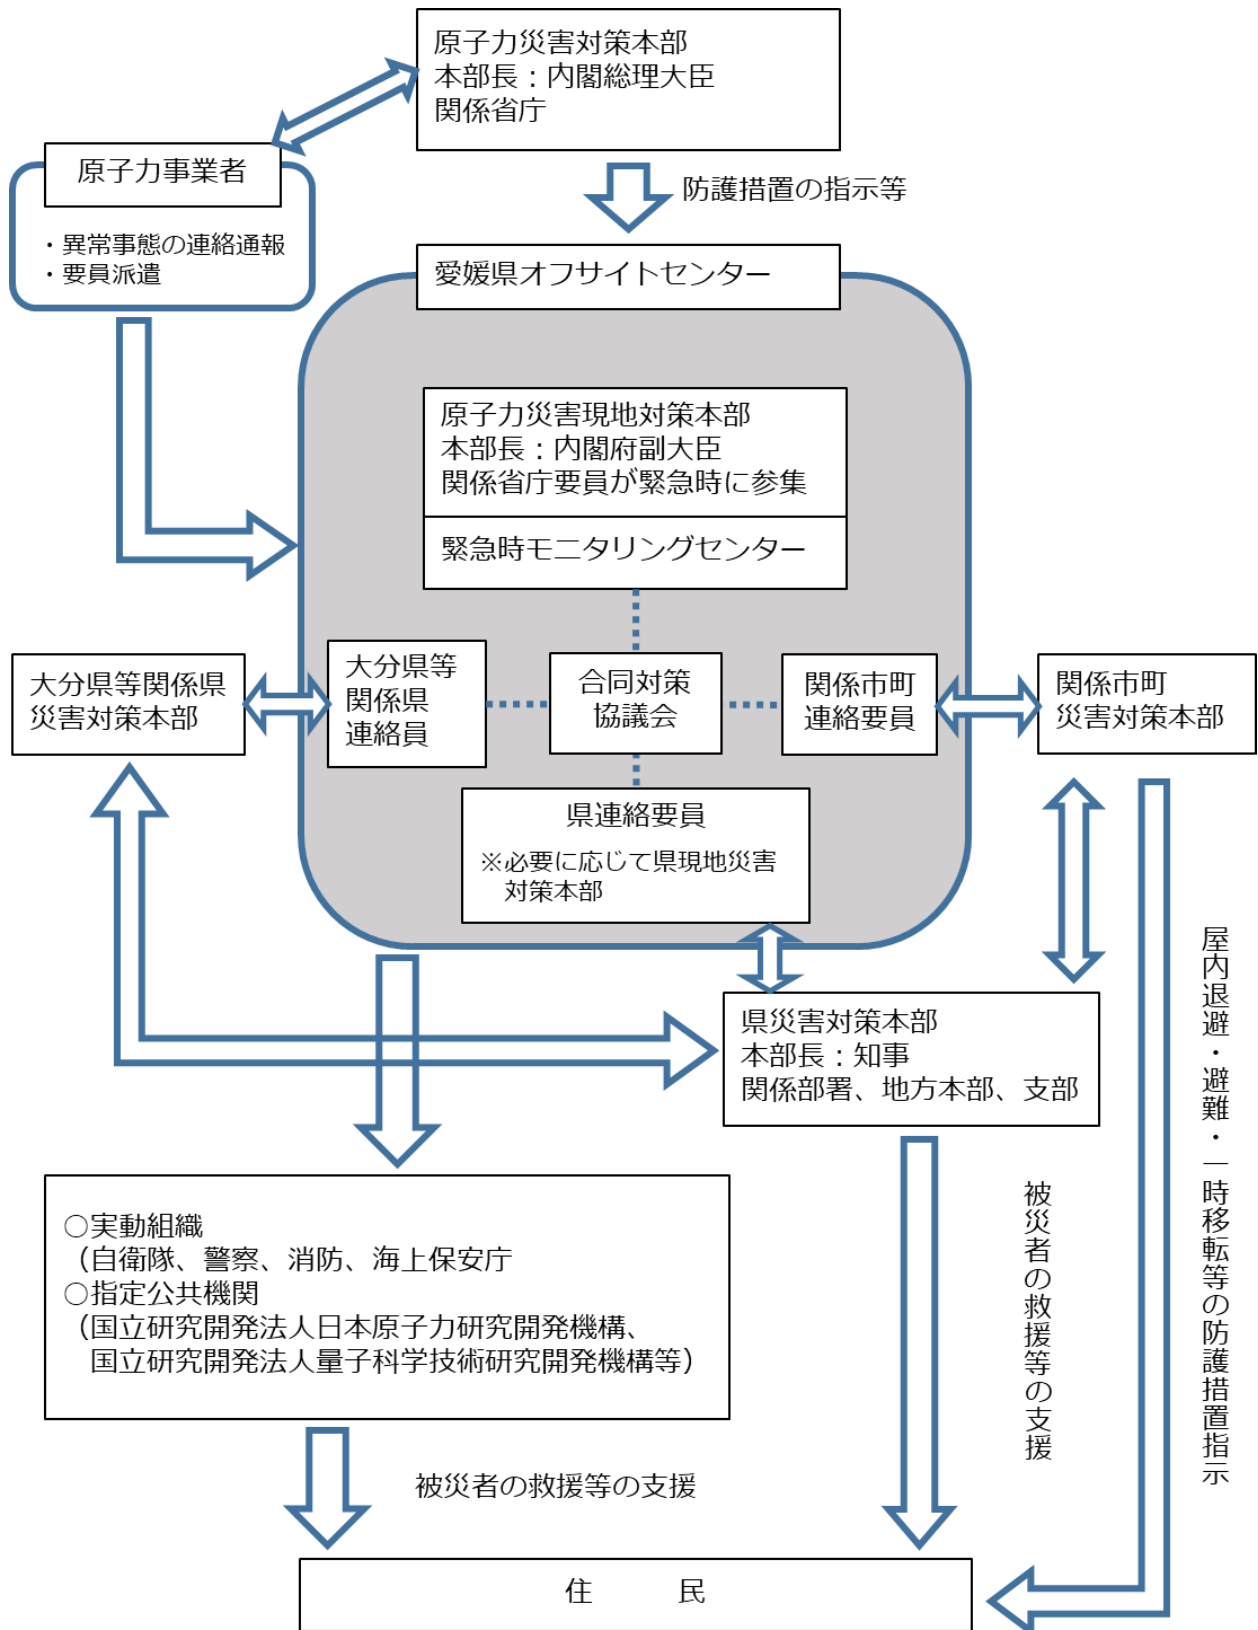 原子力災害対策本部
本部長：内閣総理大臣
関係省庁
原子力事業者
・異常事態の連絡通報
・要員派遣
防護措置の指示等
愛媛県オフサイトセンター
原子力災害現地対策本部
本部長：内閣府副大臣
関係省庁要員が緊急時に参集
緊急時モニタリングセンター
大分県等関係県
災害対策本部
大分県等
関係県
連絡員
合同対策
協議会
関係市町
連絡要員
関係市町
災害対策本部
県連絡要員
※必要に応じて県現地災害
対策本部
県災害対策本部
本部長：知事
関係部署、地方本部、支部
屋内退避・避難・一時移転等の防護措置指示
被災者の救援等の支援
○実動組織
（自衛隊、警察、消防、海上保安庁
○指定公共機関
（国立研究開発法人日本原子力研究開発機構、
国立研究開発法人量子科学技術研究開発機構等）
被災者の救援等の支援
住　　民